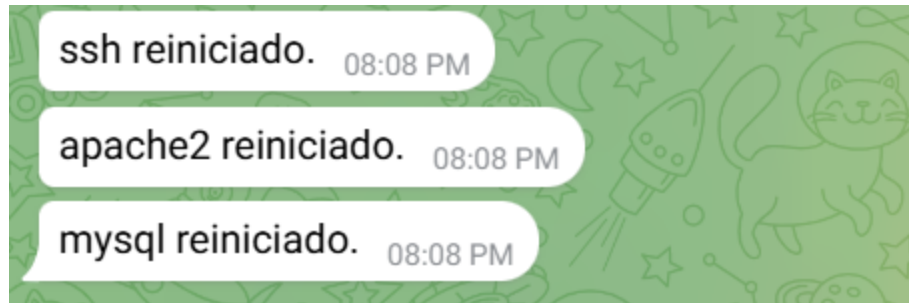 ssh reiniciado. 08:08 PM
apache2 reiniciado. 08:08 PM
mysql reiniciado. 08:08 PM